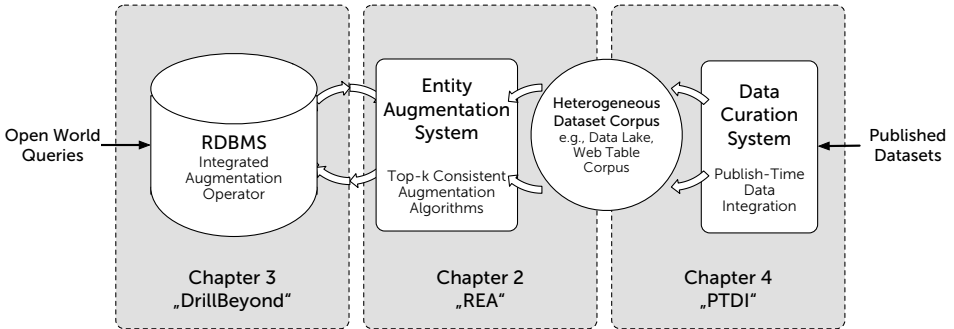 Open World
Queries
RDBMS
Integrated
Augmentation
Operator
Chapter 3
„DrillBeyond“
Entity
Augmentation
System
Top-k Consistent
Augmentation
Algorithms
Chapter 2
„REA“
Heterogeneous
Dataset Corpus
e.g., Data Lake,
Web Table
Corpus
Data
Curation
System
Publish-Time
Data
Integration
Chapter 4
„PTDI“
Published
Datasets